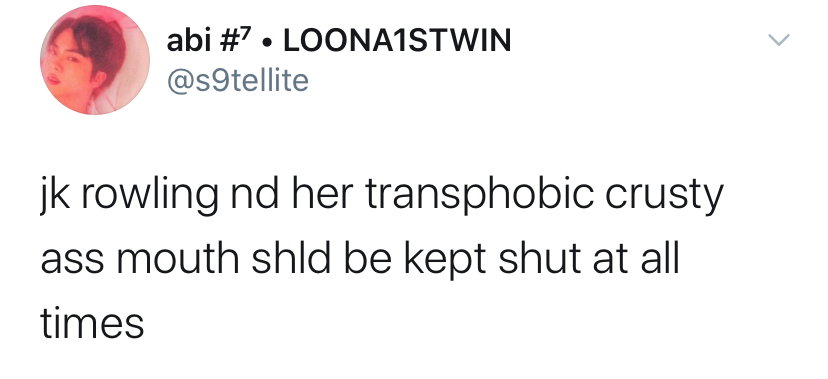 abi #⁷ • LOONA1STWIN
@s9tellite
jk rowling nd her transphobic crusty
ass mouth shld be kept shut at all
times